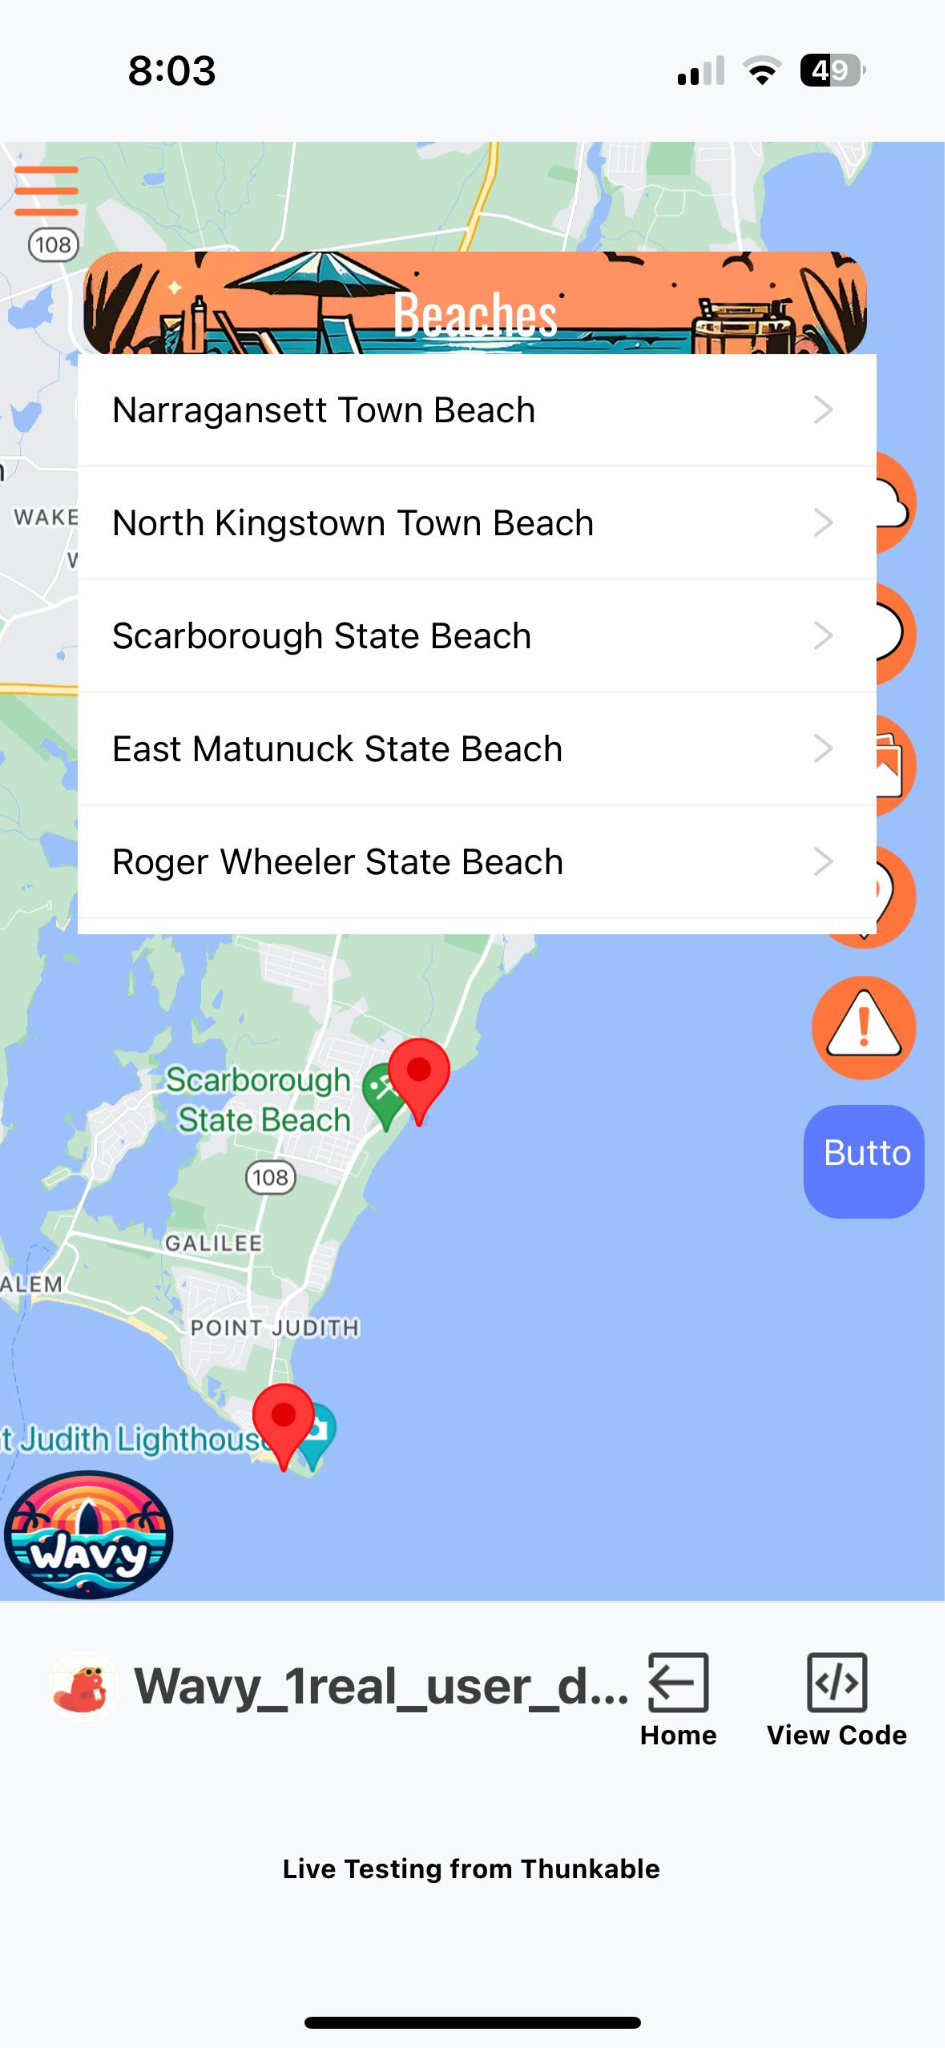 8:03
49
108
Beaches
Narragansett Town Beach
North Kingstown Town Beach
WAKE
Scarborough State Beach
East Matunuck State Beach
Roger Wheeler State Beach
Scarborough
State Beach
108
Butto
GALILEE
ALEM
POINT JUDITH
t Judith Lighthouse
WAVY
Wavy_1real_user_d...
Home
View Code
Live Testing from Thunkable